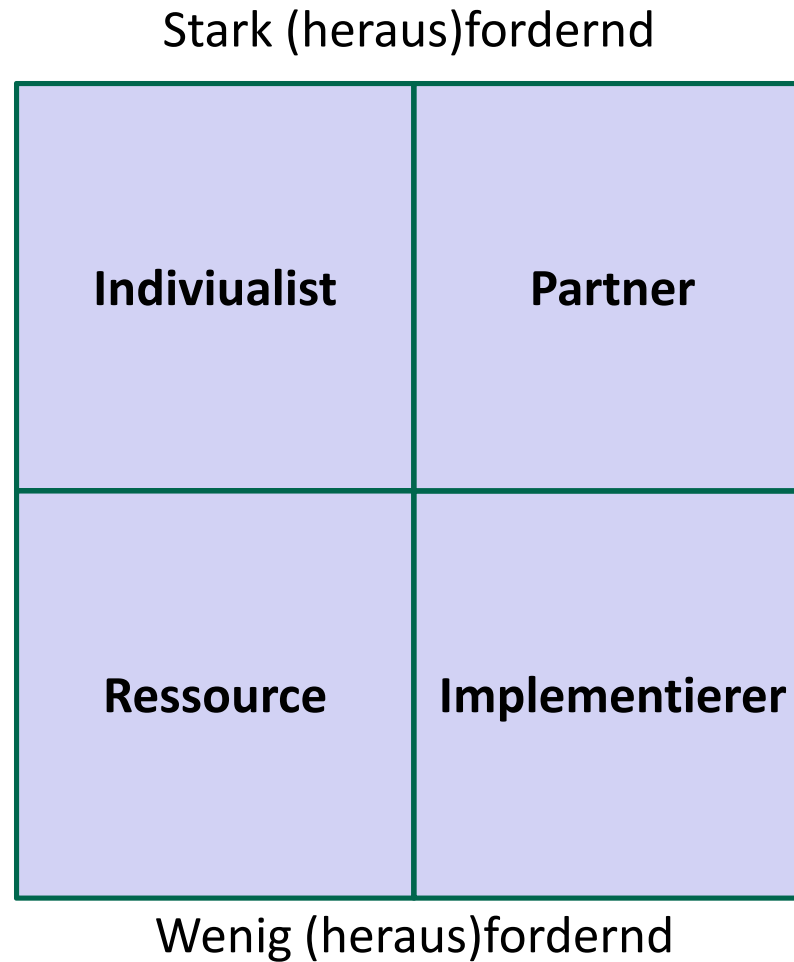 Stark (heraus)fordernd
Indiviualist
Partner
Ressource
Implementierer
Wenig (heraus)fordernd